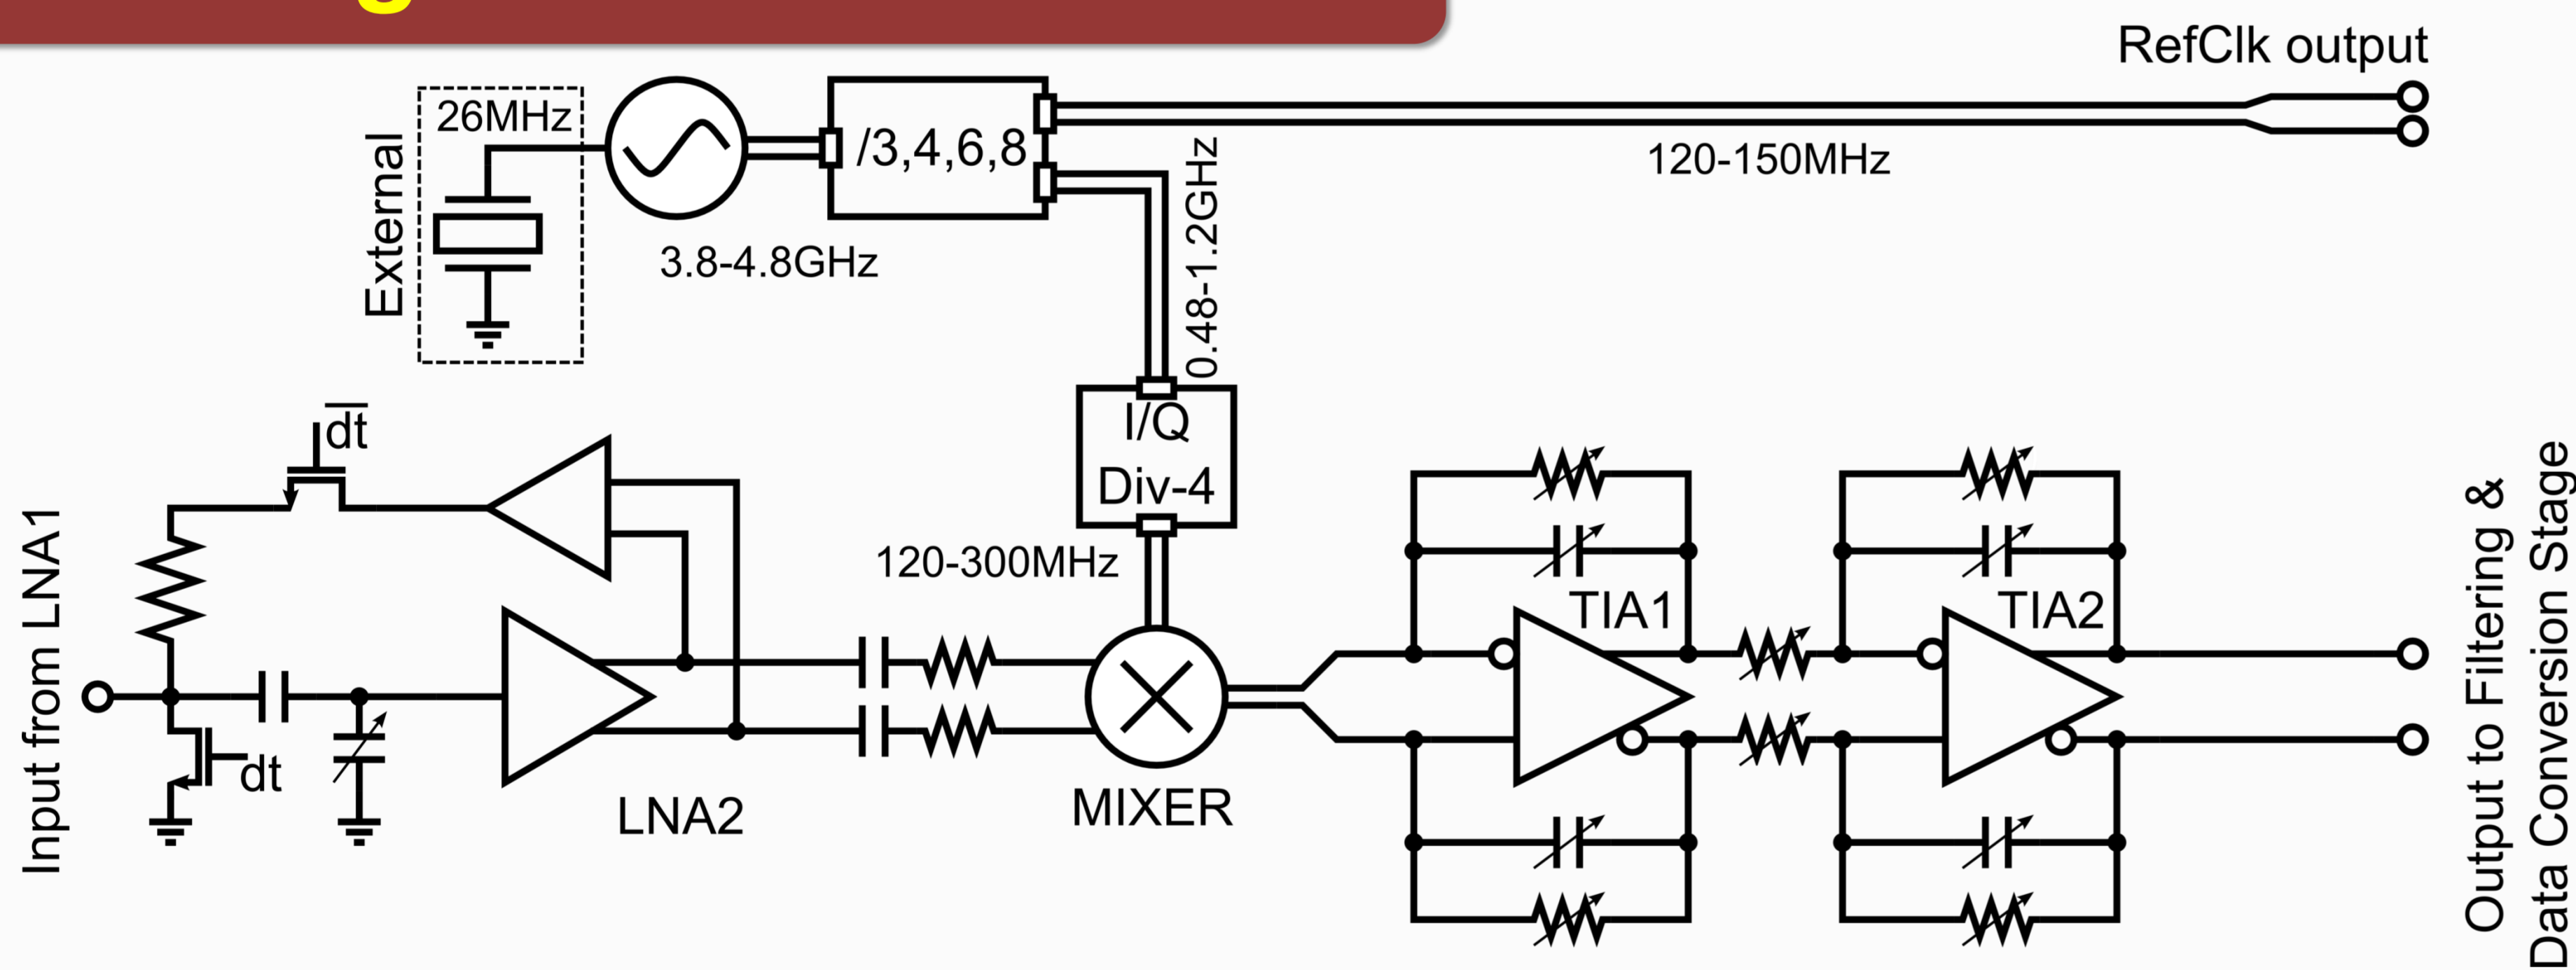 RefClk output
26MHz
External
/3,4,6,8
120-150MHz
3.8-4.8GHz
0.48-1.2GHz
I/Q
Div-4
dt
120-300MHz
Input from LNA1
dt
LNA2
MIXER
TIA1
TIA2
Output to Filtering &
Data Conversion Stage